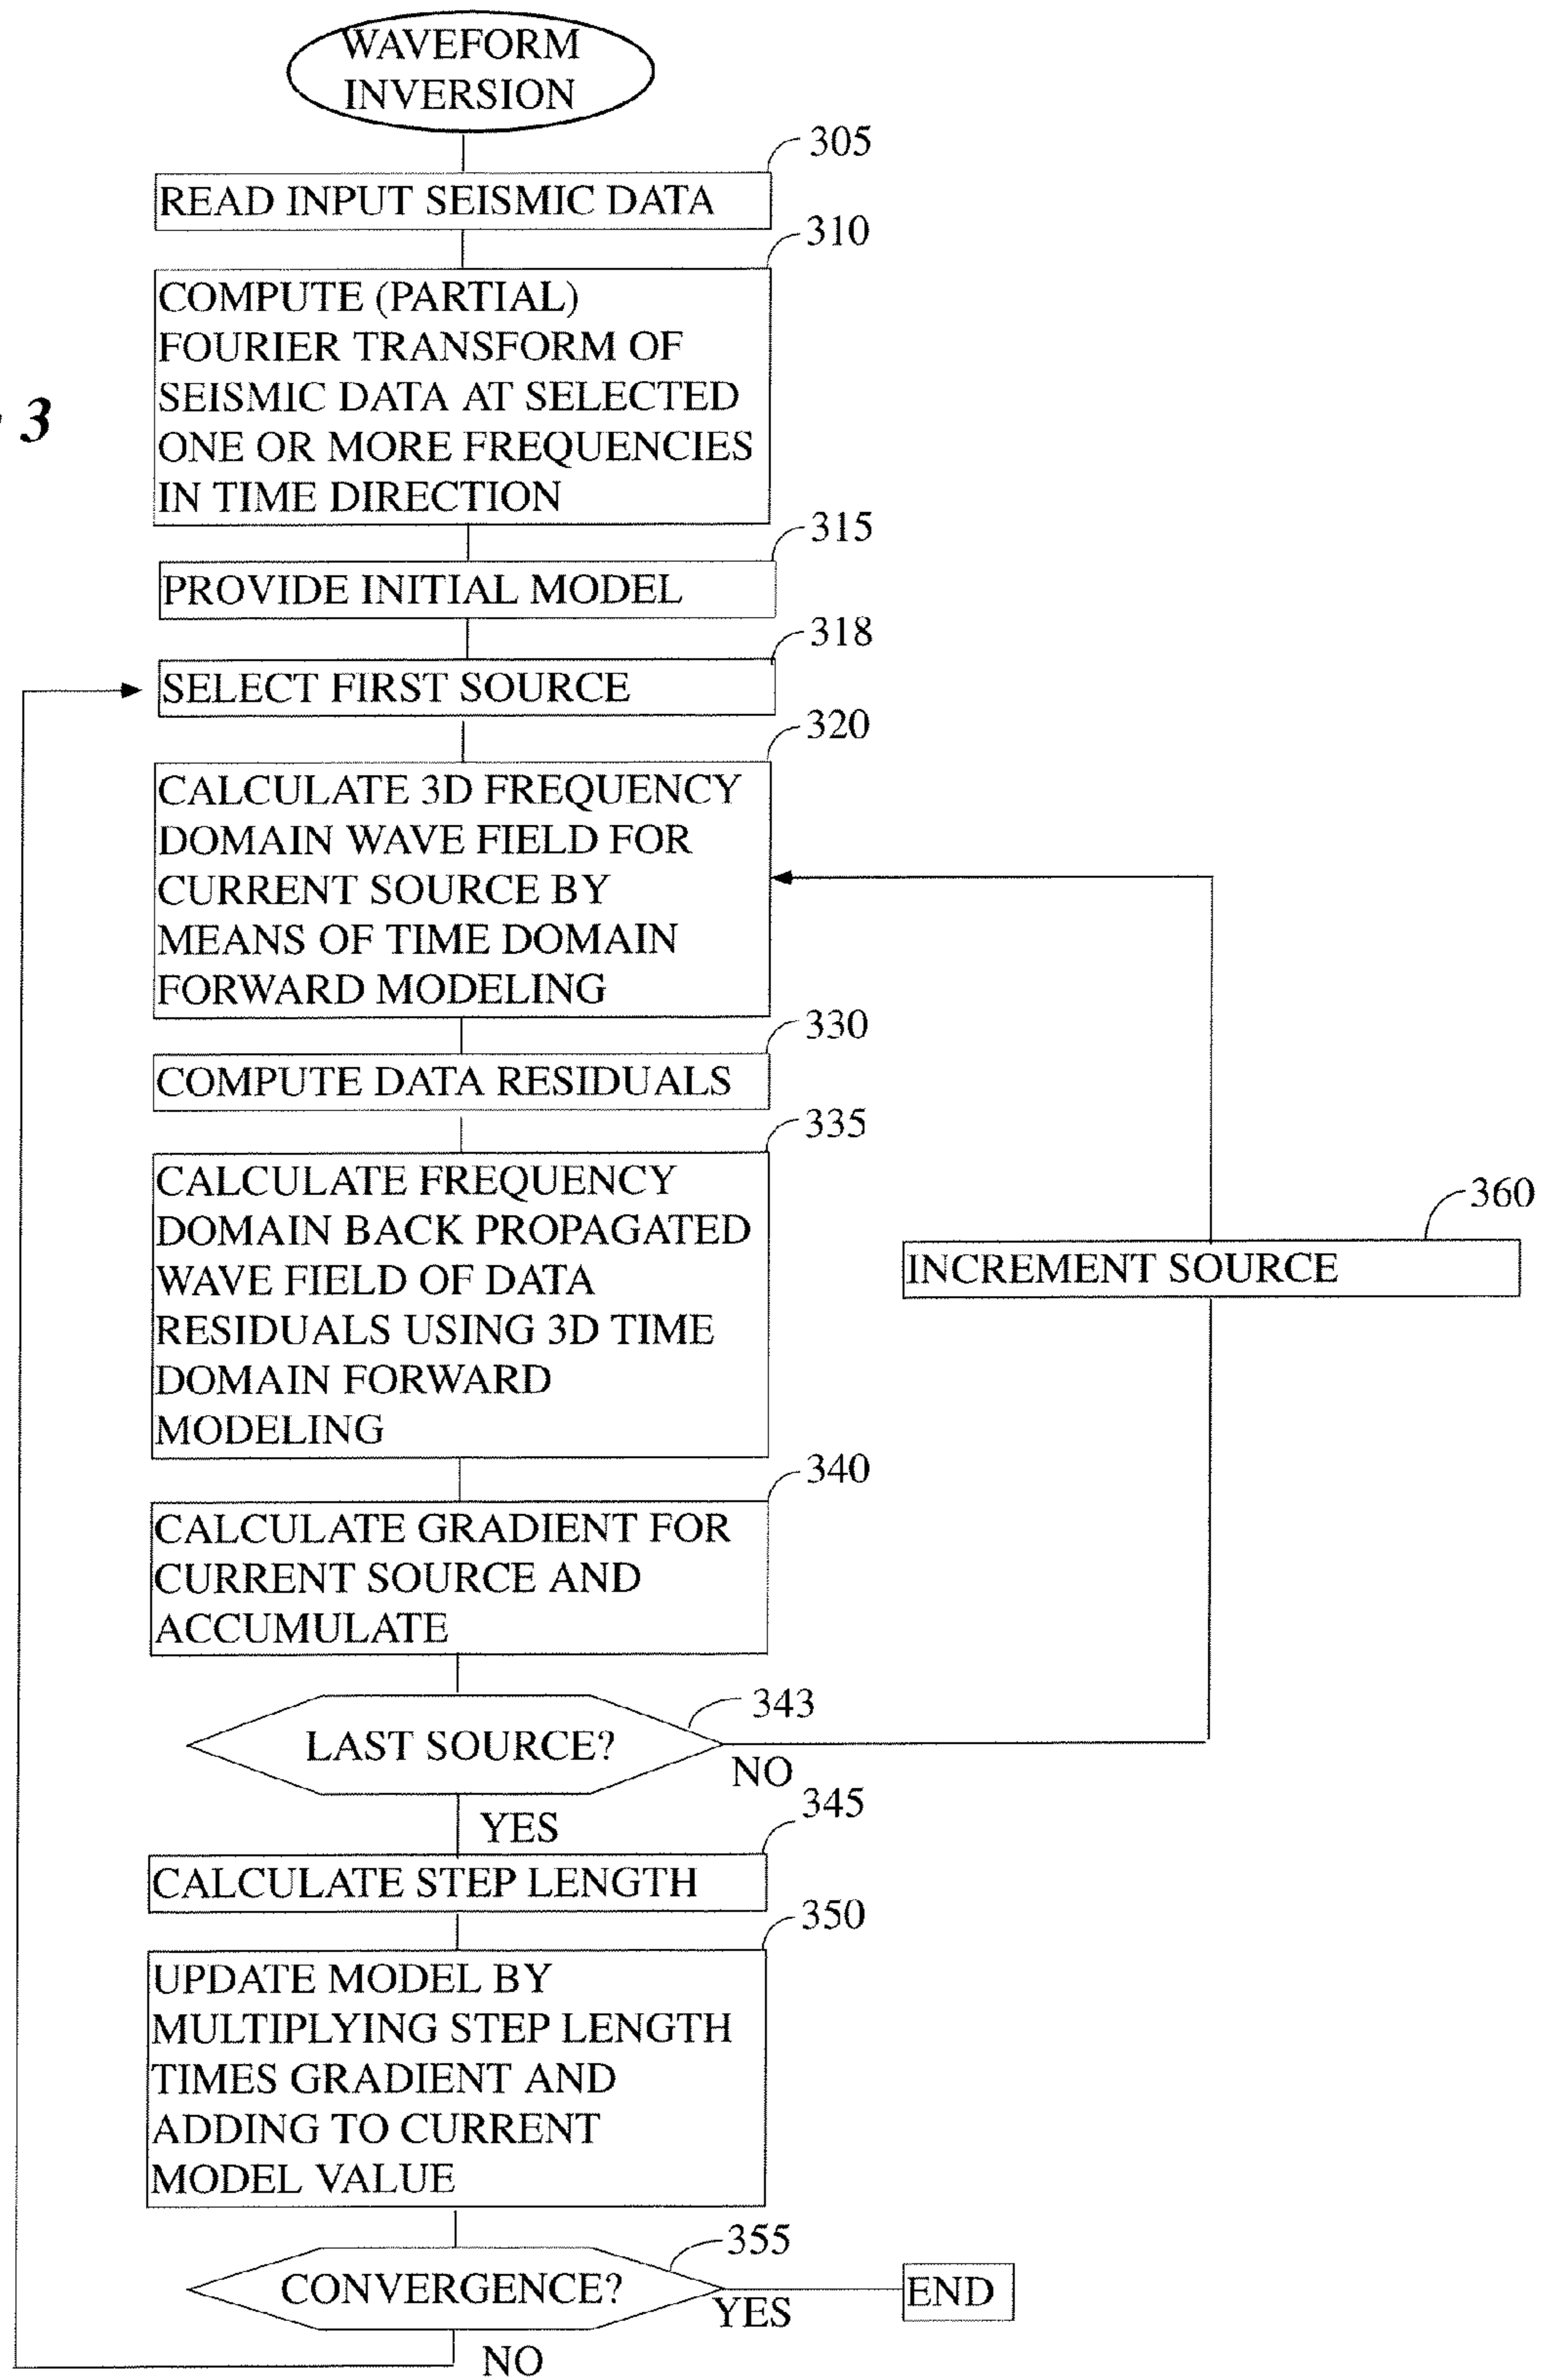 WAVEFORM
INVERSION
305
READ INPUT SEISMIC DATA
310
COMPUTE (PARTIAL)
FOURIER TRANSFORM OF
SEISMIC DATA AT SELECTED
ONE OR MORE FREQUENCIES
IN TIME DIRECTION
3
315
PROVIDE INITIAL MODEL
318
SELECT FIRST SOURCE
320
CALCULATE 3D FREQUENCY
DOMAIN WAVE FIELD FOR
CURRENT SOURCE BY
MEANS OF TIME DOMAIN
FORWARD MODELING
330
COMPUTE DATA RESIDUALS
335
CALCULATE FREQUENCY
DOMAIN BACK PROPAGATED
WAVE FIELD OF DATA
RESIDUALS USING 3D TIME
DOMAIN FORWARD
MODELING
360
INCREMENT SOURCE
340
CALCULATE GRADIENT FOR
CURRENT SOURCE AND
ACCUMULATE
343
LAST SOURCE?
NO
YES
345
CALCULATE STEP LENGTH
350
UPDATE MODEL BY
MULTIPLYING STEP LENGTH
TIMES GRADIENT AND
ADDING TO CURRENT
MODEL VALUE
355
CONVERGENCE?
YES
END
NO